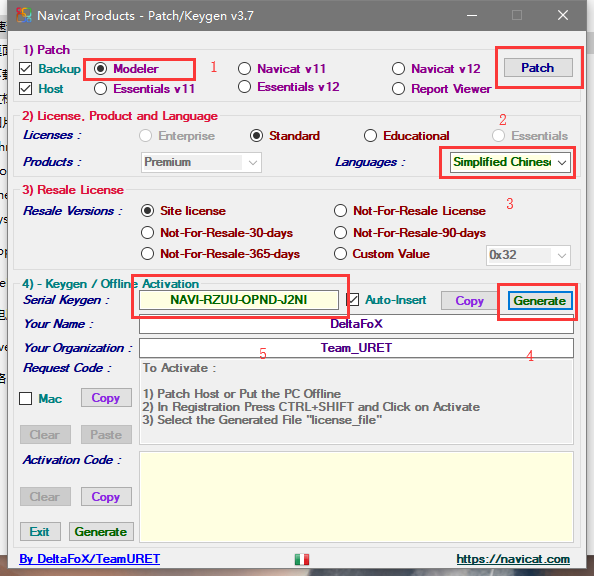 Navicat Products - Patch/Keygen v3.7
1) Patch
Backup Modeler 1 Navicat v11 Navicat v12 Patch
Host Essentials v11 Essentials v12 Report Viewer
2) License, Product and Language 2
Licenses : Enterprise Standard Educational Essentials
Products : Premium Languages : Simplified Chinese
3) Resale License
Resale Versions : Site license Not-For-Resale License 3
Not-For-Resale-30-days Not-For-Resale-90-days
Not-For-Resale-365-days Custom Value 0x32
4) - Keygen / Offline Activation
Serial Keygen : NAVI-RZUU-OPND-J2NI Auto-Insert Copy Generate
Your Name : DeltaFoX
Your Organization : Team_URET
5 4
Request Code : To Activate :
Mac Copy 1) Patch Host or Put the PC Offline
2) In Registration Press CTRL+SHIFT and Click on Activate
Clear Paste 3) Select the Generated File "license_file"
Activation Code :
Clear Copy
Exit Generate
By DeltaFoX/TeamURET https://navicat.com